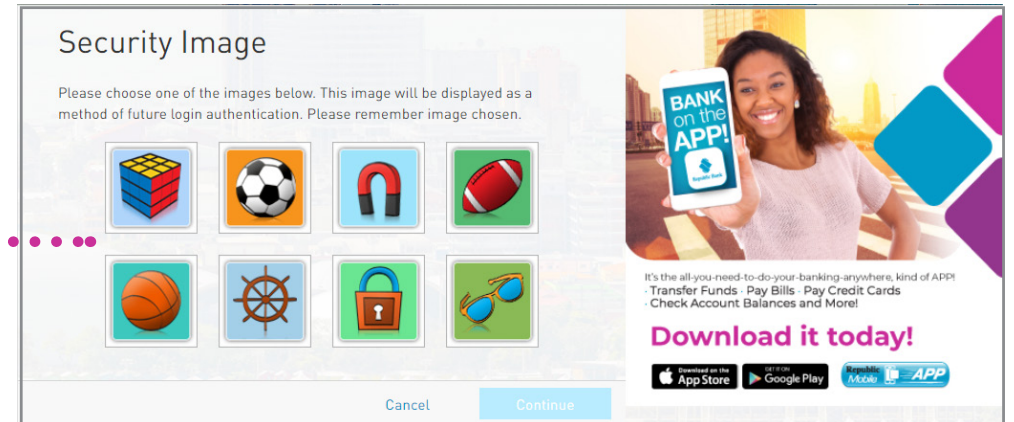 Security Image
Please choose one of the images below. This image will be displayed as a
method of future login authentication. Please remember image chosen.
Cancel
Continue
BANK
on the
APP!
Republic Bank
It's the all-you-need-to-do-your-banking-anywhere, kind of APP!
· Transfer Funds · Pay Bills · Pay Credit Cards
· Check Account Balances and More!
Download it today!
Download on the
App Store
GET IT ON
Google Play
Republic
Mobile
APP